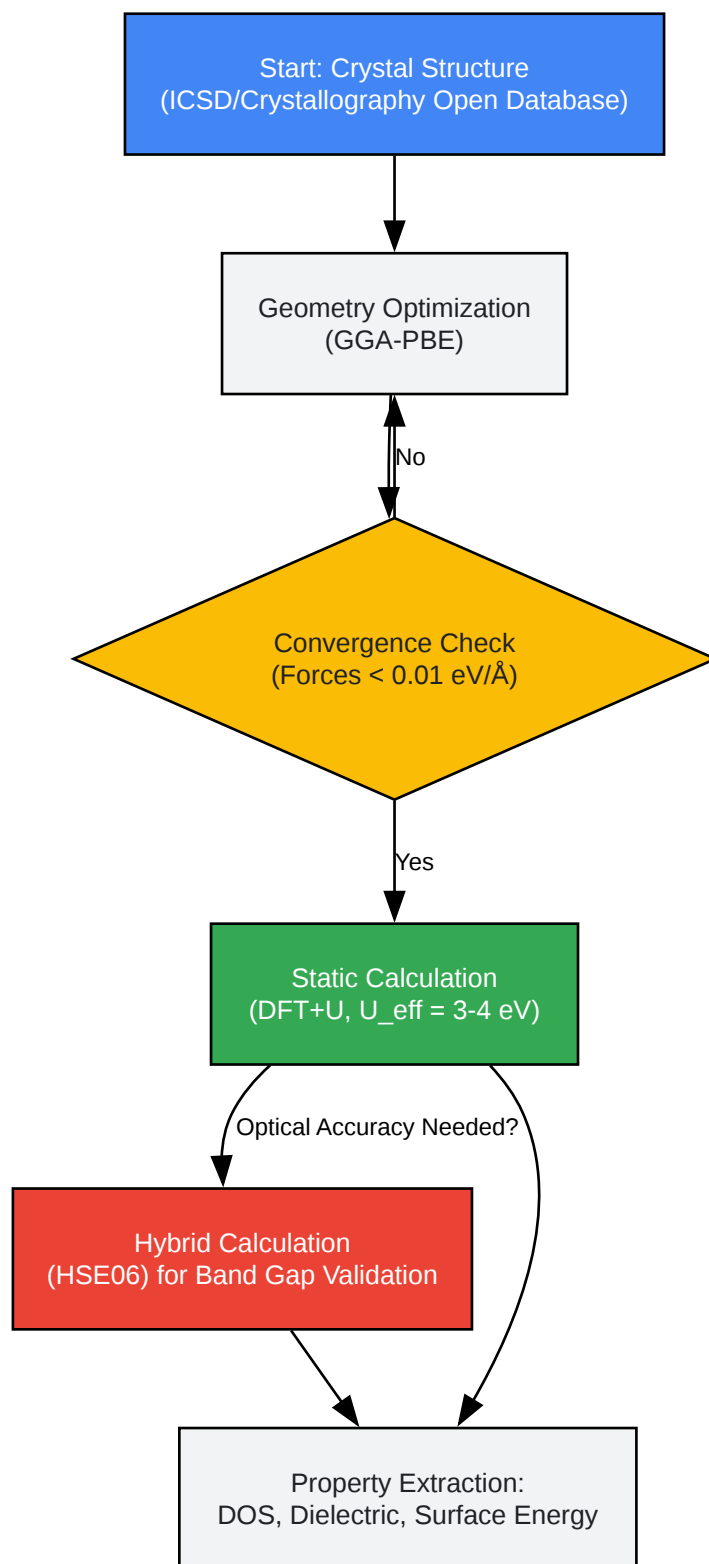 Start: Crystal Structure
(ICSD/Crystallography Open Database)
Geometry Optimization
(GGA-PBE)
No
Convergence Check
(Forces < 0.01 eV/Å)
Yes
Static Calculation
(DFT+U, U_eff = 3-4 eV)
Optical Accuracy Needed?
Hybrid Calculation
(HSE06) for Band Gap Validation
Property Extraction:
DOS, Dielectric, Surface Energy